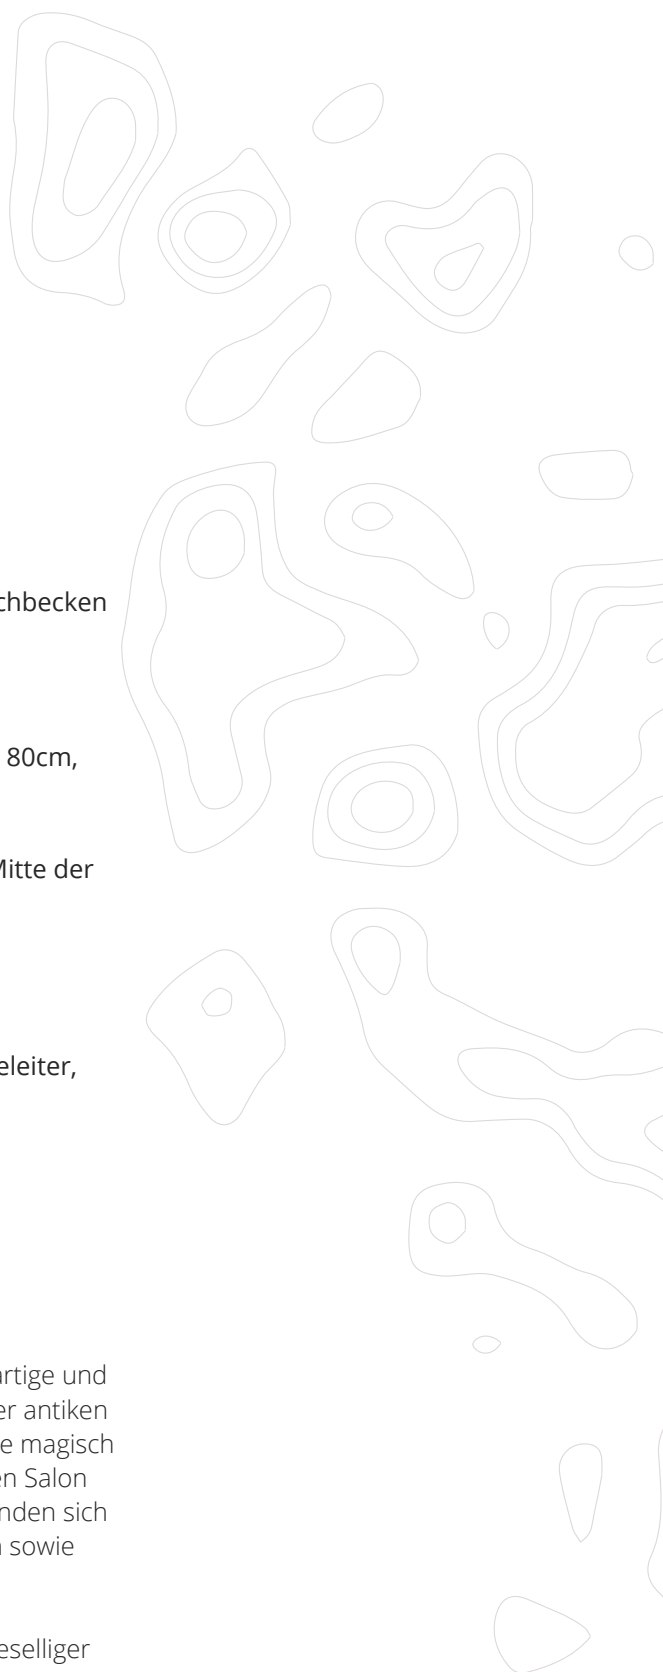 chbecken
80cm,
Mitte der
eleiter,
artige und
er antiken
e magisch
en Salon
nden sich
sowie
eselliger